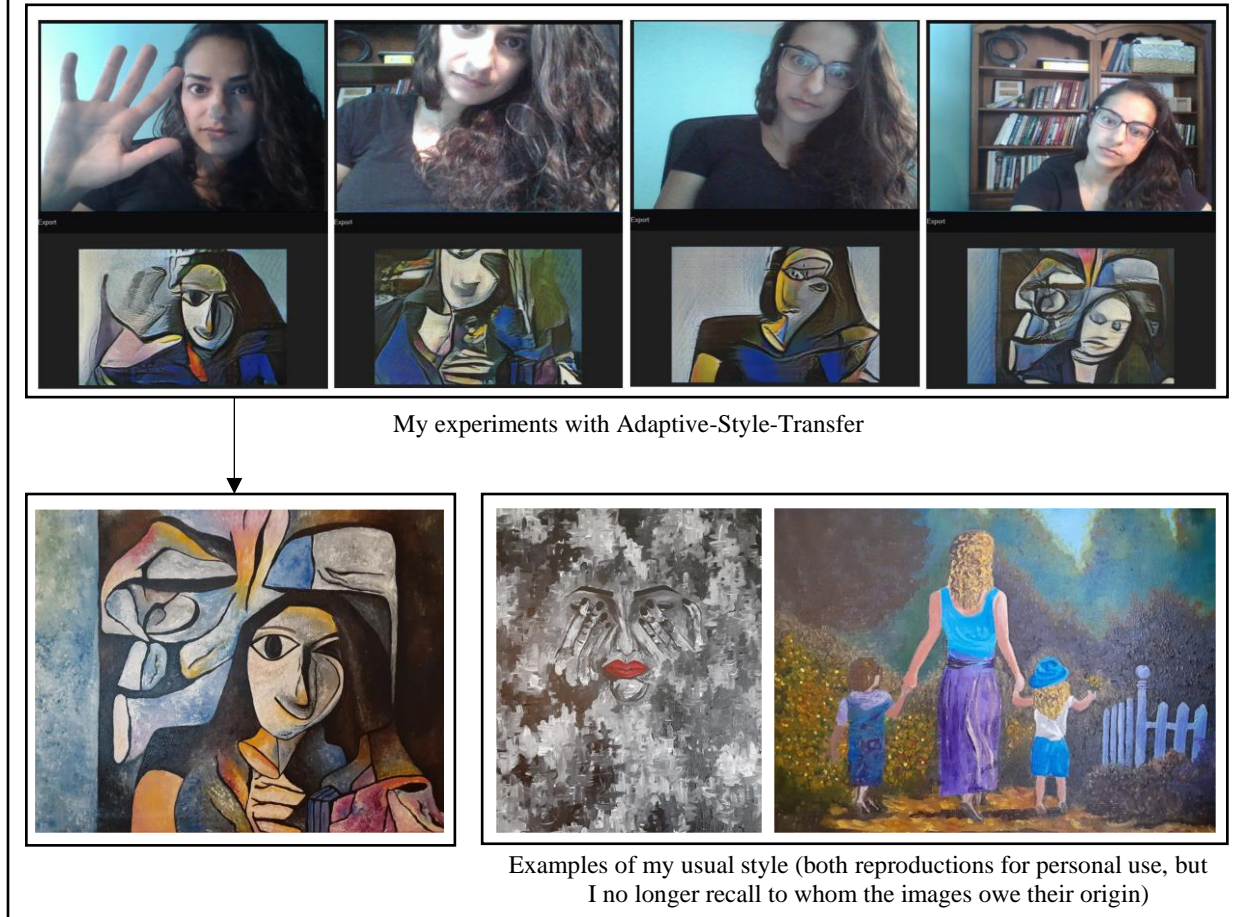 Export
Export
Export
Export
My experiments with Adaptive-Style-Transfer
Examples of my usual style (both reproductions for personal use, but
I no longer recall to whom the images owe their origin)